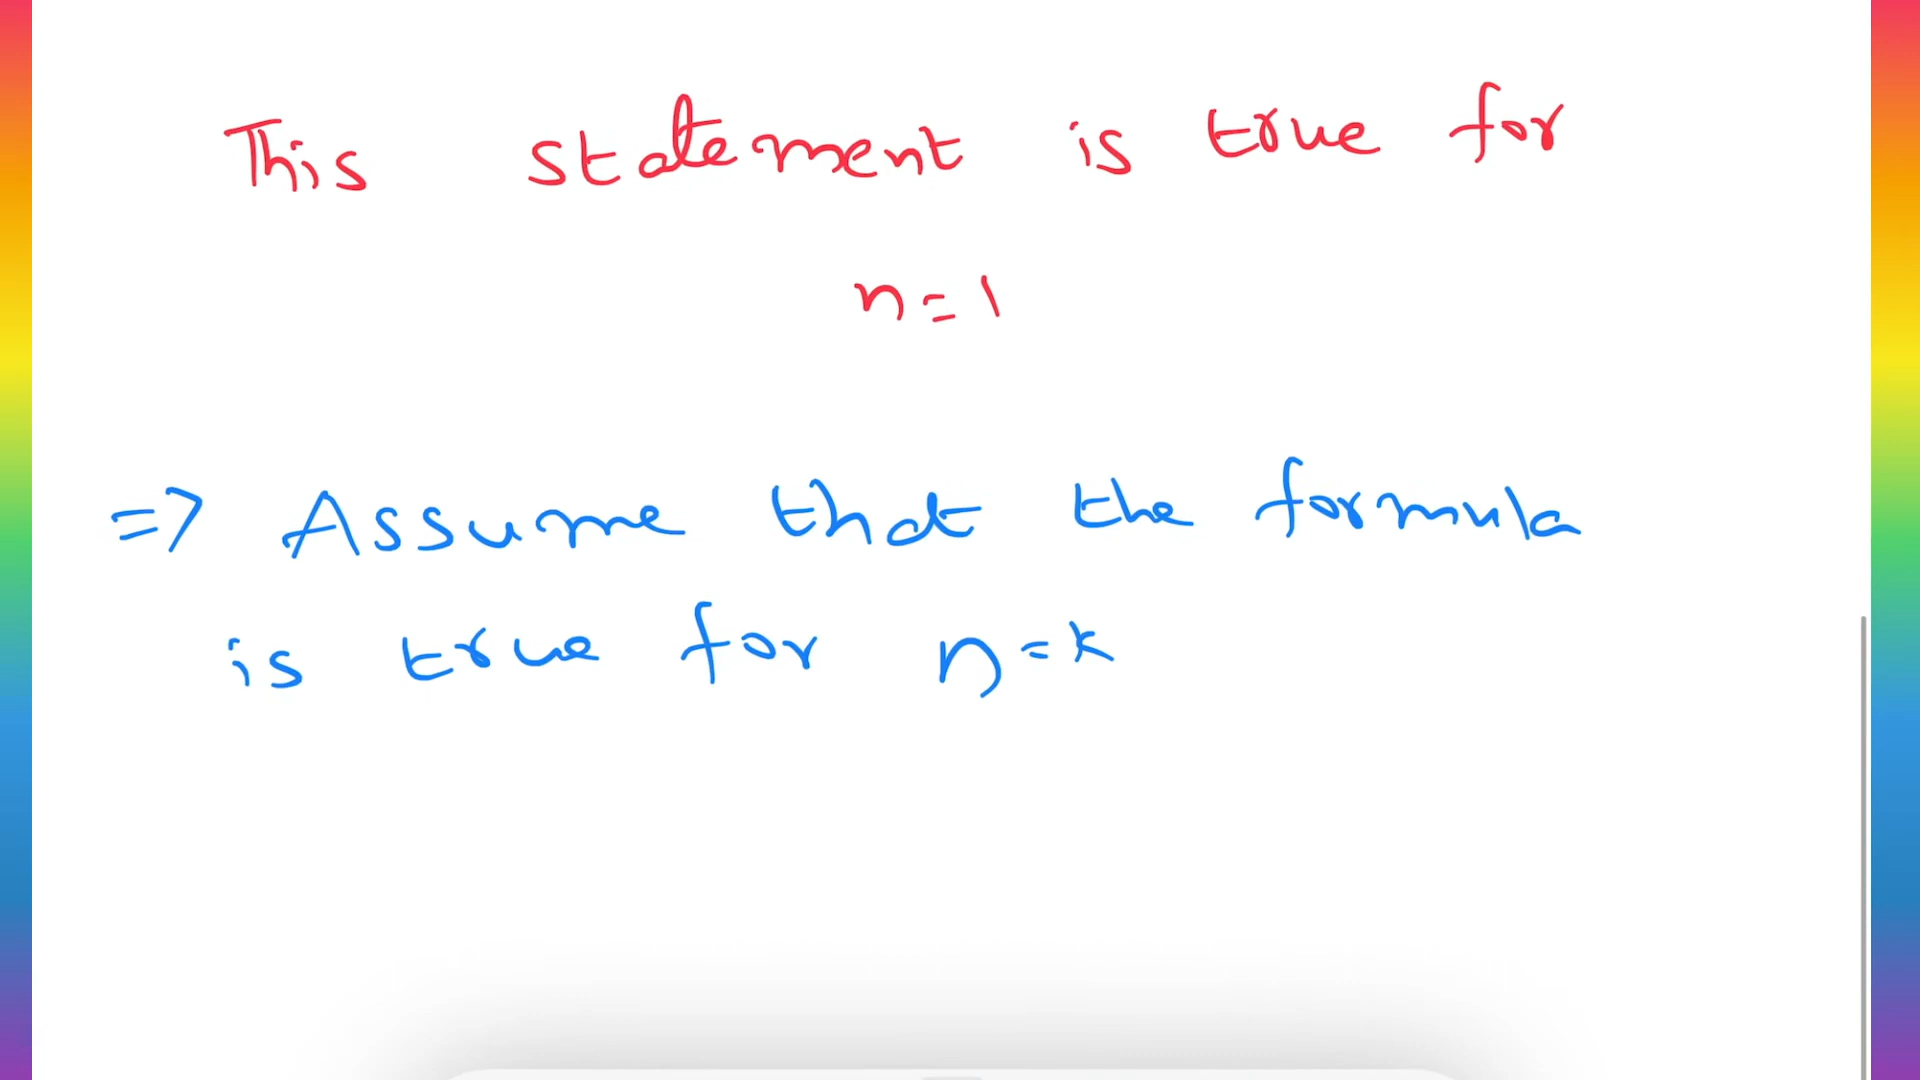 This statement is true for
n=1
=> Assume that the formula
is true for n=k